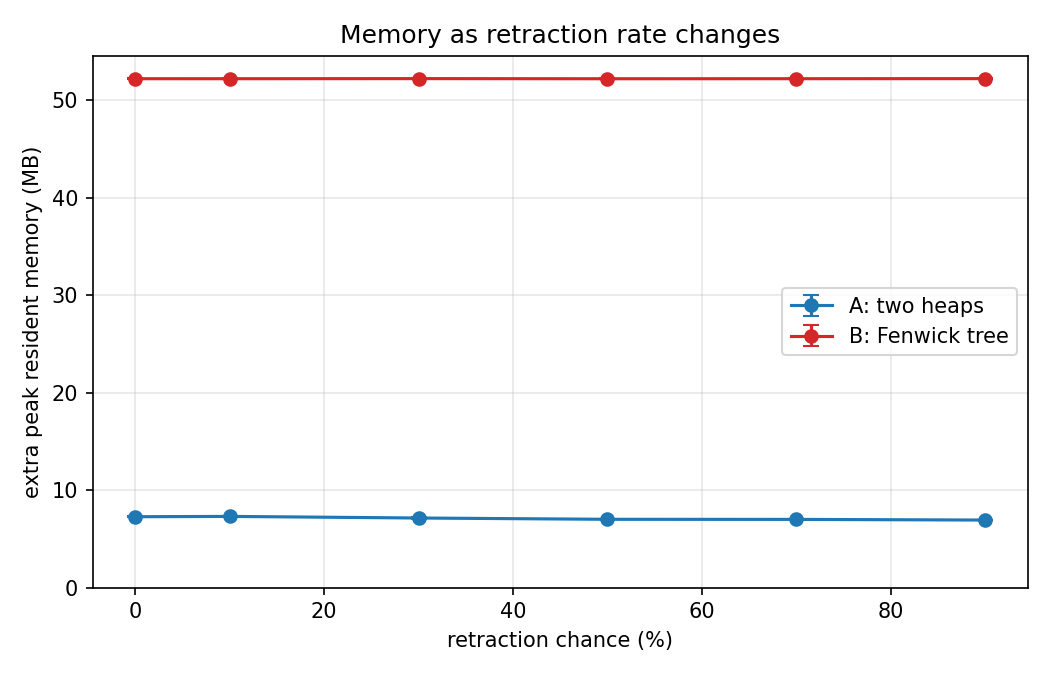 Memory as retraction rate changes
extra peak resident memory (MB)
50
40
30
20
10
0
A: two heaps
B: Fenwick tree
0 20 40 60 80
retraction chance (%)